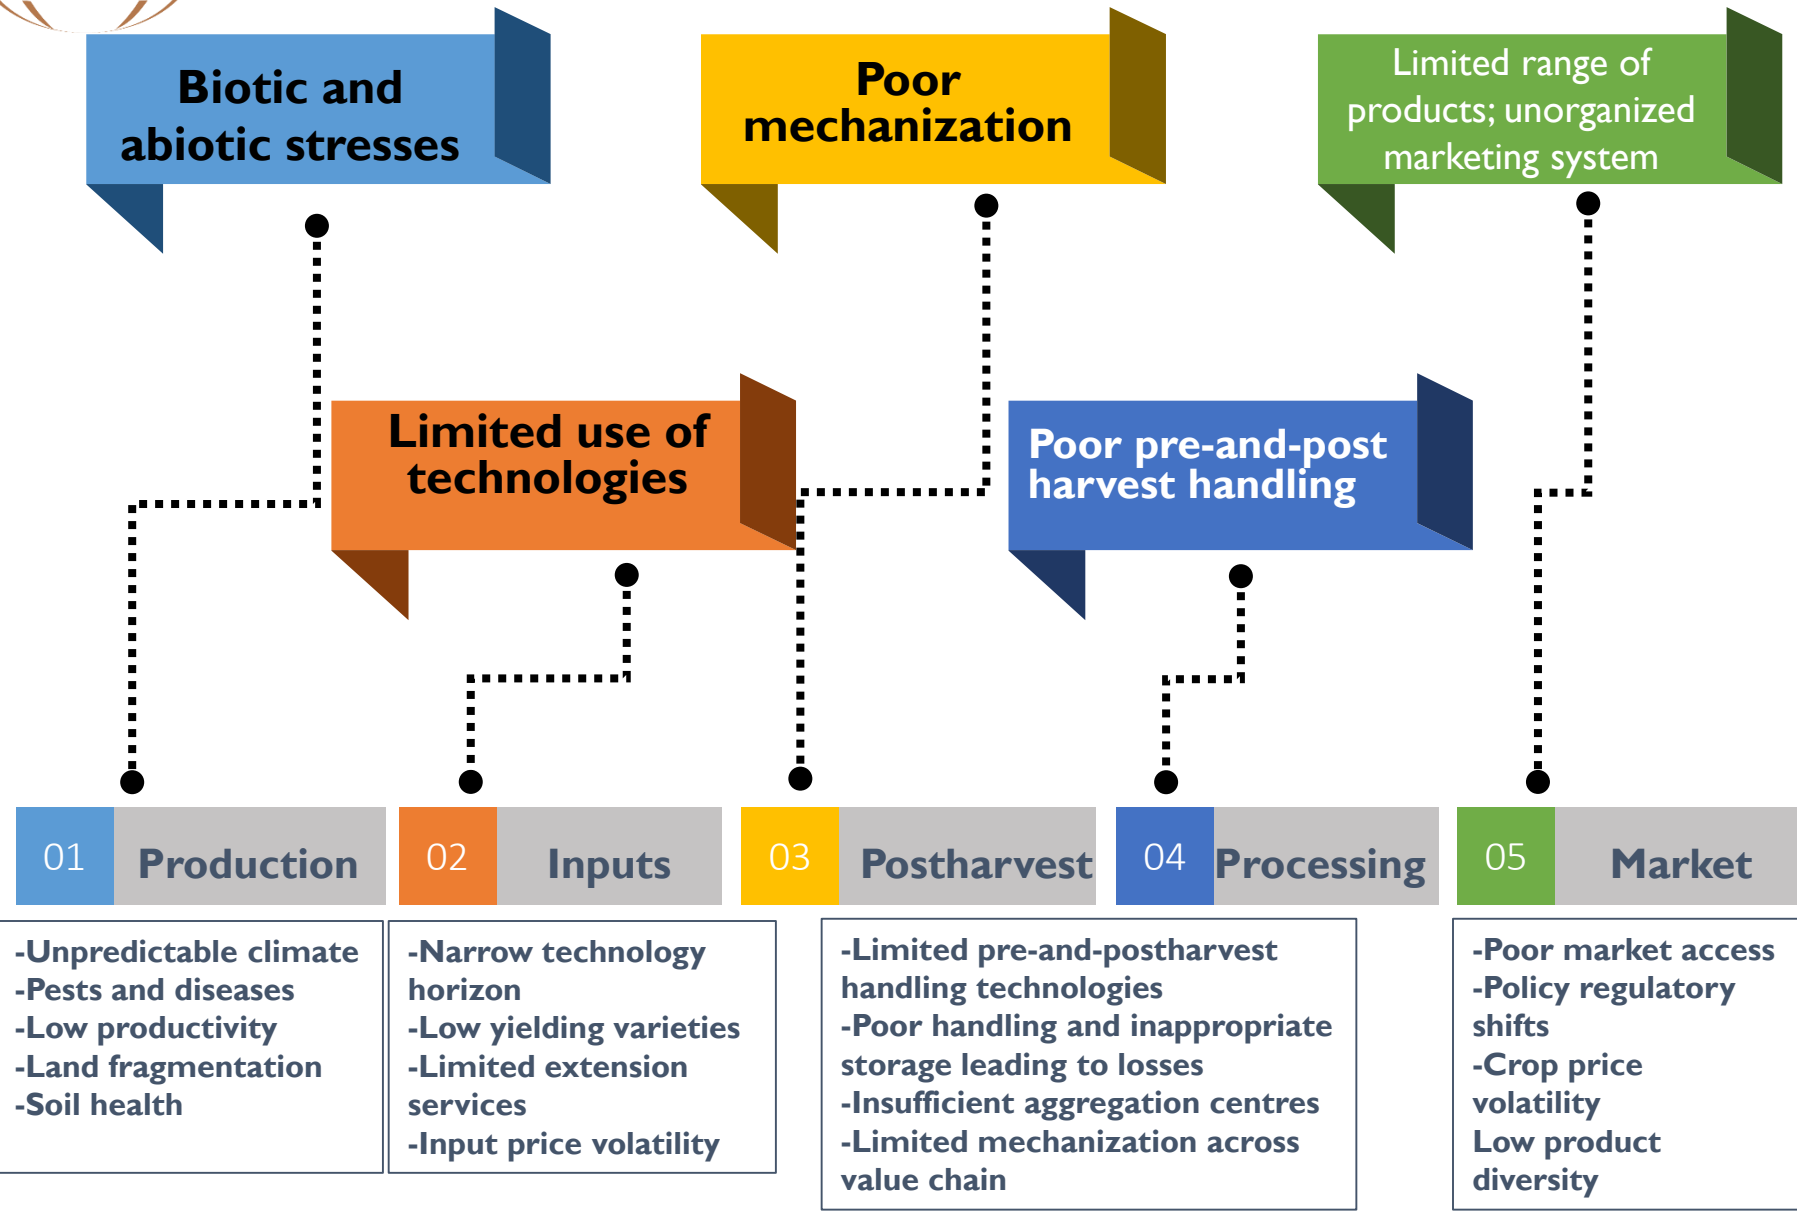 Biotic and
abiotic stresses
Poor
mechanization
Limited range of
products; unorganized
marketing system
Limited use of
technologies
Poor pre-and-post
harvest handling
01
Production
02
Inputs
03
Postharvest
04
Processing
05
Market
-Unpredictable climate
-Pests and diseases
-Low productivity
-Land fragmentation
-Soil health
-Narrow technology
horizon
-Low yielding varieties
-Limited extension
services
-Input price volatility
-Limited pre-and-postharvest
handling technologies
-Poor handling and inappropriate
storage leading to losses
-Insufficient aggregation centres
-Limited mechanization across
value chain
-Poor market access
-Policy regulatory
shifts
-Crop price
volatility
Low product
diversity